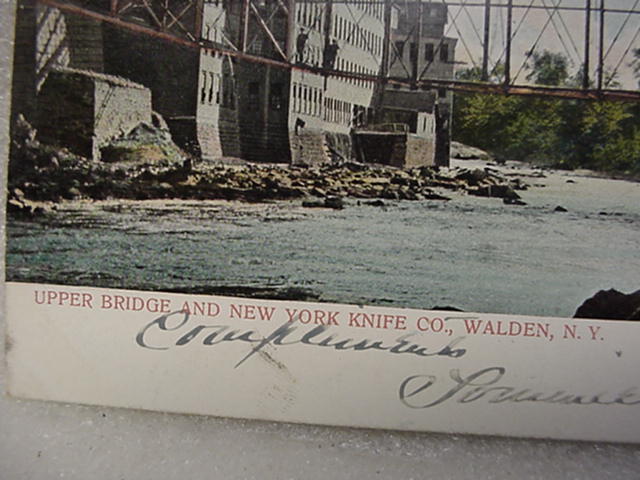 UPPER BRIDGE AND NEW YORK KNIFE CO., WALDEN, N. Y.
Compliments